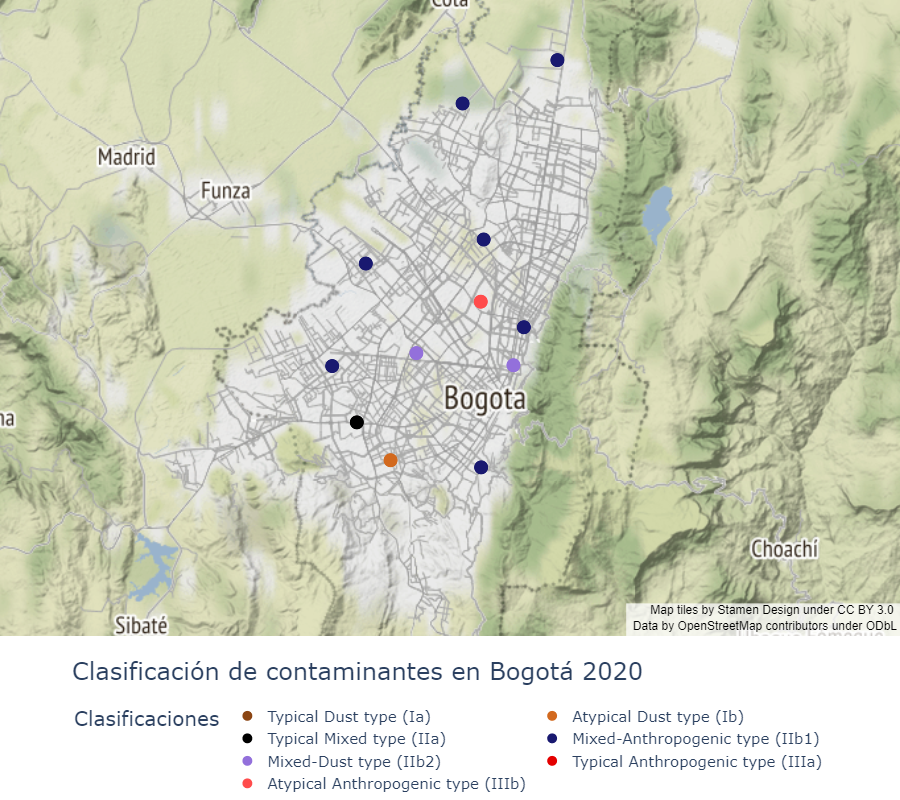 Cota
Madrid
Funza
Bogota
na
Choachí
Sibaté
Map tiles by Stamen Design under CC BY 3.0
Data by OpenStreetMap contributors under ODbL
Clasificación de contaminantes en Bogotá 2020
Clasificaciones
Typical Dust type (Ia)
Atypical Dust type (Ib)
Typical Mixed type (IIa)
Mixed-Anthropogenic type (IIb1)
Mixed-Dust type (IIb2)
Typical Anthropogenic type (IIIa)
Atypical Anthropogenic type (IIIb)